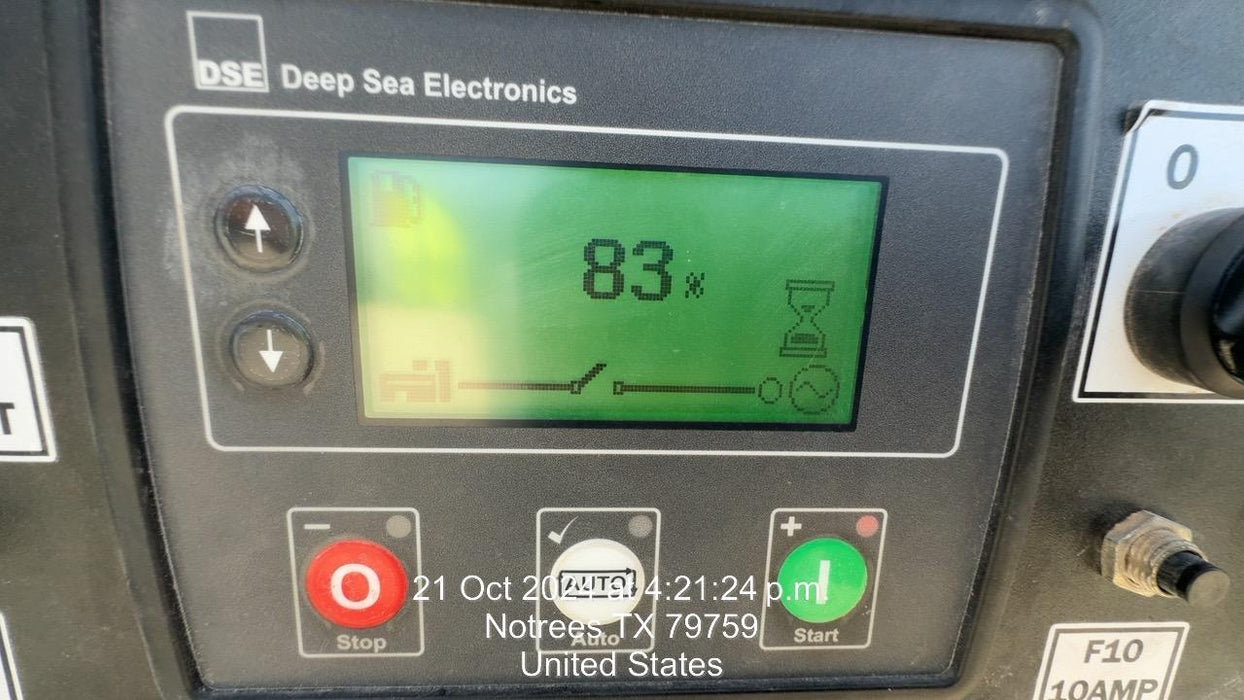 DSE Deep Sea Electronics
0
83 %
T
O
AUTO
I
Stop
Auto
Start
21 Oct 2024 at 4:21:24 p.m.
Notrees TX 79759
United States
F10
10AMP